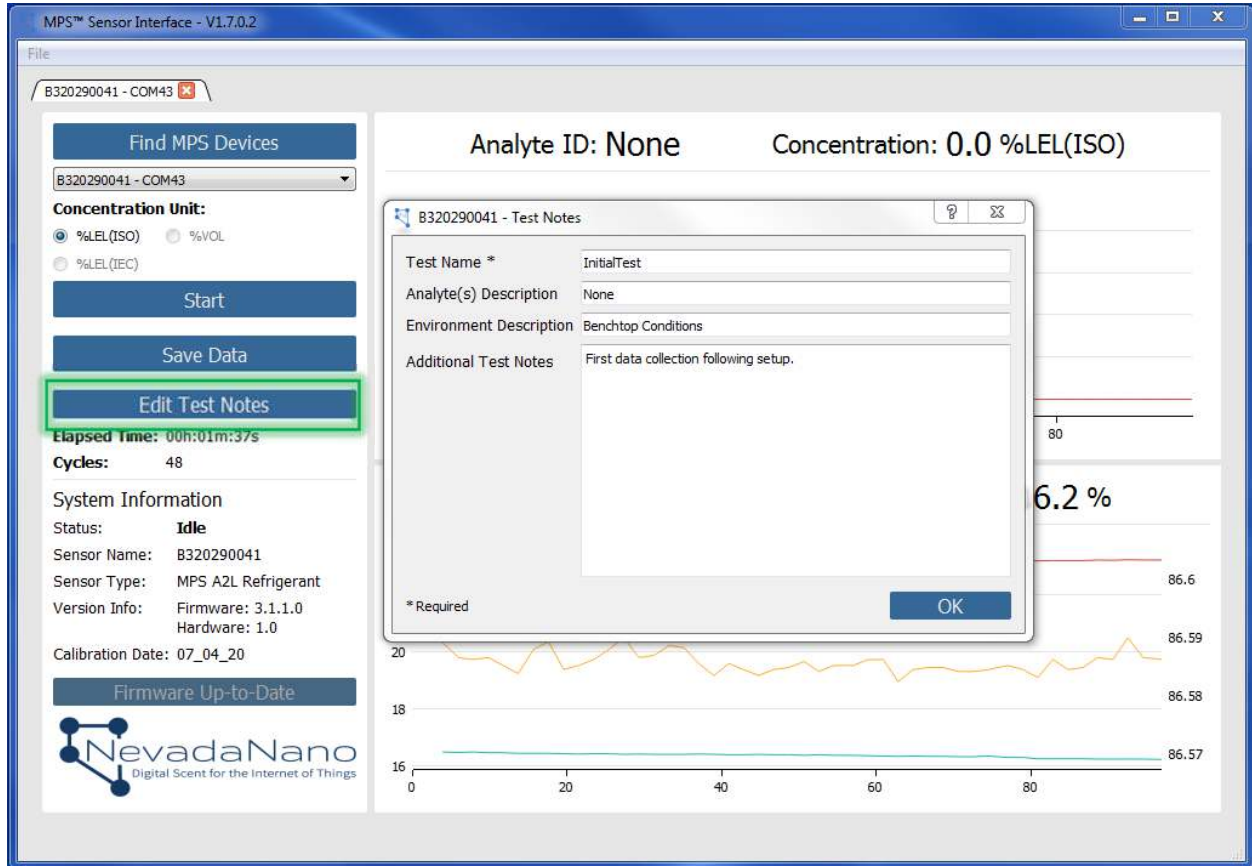 MPS™ Sensor Interface - V1.7.0.2
File
B320290041 - COM43
Find MPS Devices
B320290041 - COM43
Concentration Unit:
%LEL(ISO) %VOL
%LEL(IEC)
Start
Save Data
Edit Test Notes
Elapsed Time: 00h:01m:37s
Cycles: 48
System Information
Status: Idle
Sensor Name: B320290041
Sensor Type: MPS A2L Refrigerant
Version Info: Firmware: 3.1.1.0
Hardware: 1.0
Calibration Date: 07_04_20
Firmware Up-to-Date
NevadaNano
Digital Scent for the Internet of Things
Analyte ID: None Concentration: 0.0 %LEL(ISO)
80
B320290041 - Test Notes
Test Name * InitialTest
Analyte(s) Description None
Environment Description Benchtop Conditions
Additional Test Notes First data collection following setup.
* Required OK
6.2 %
86.6
20 86.59
18 86.58
16 86.57
0 20 40 60 80